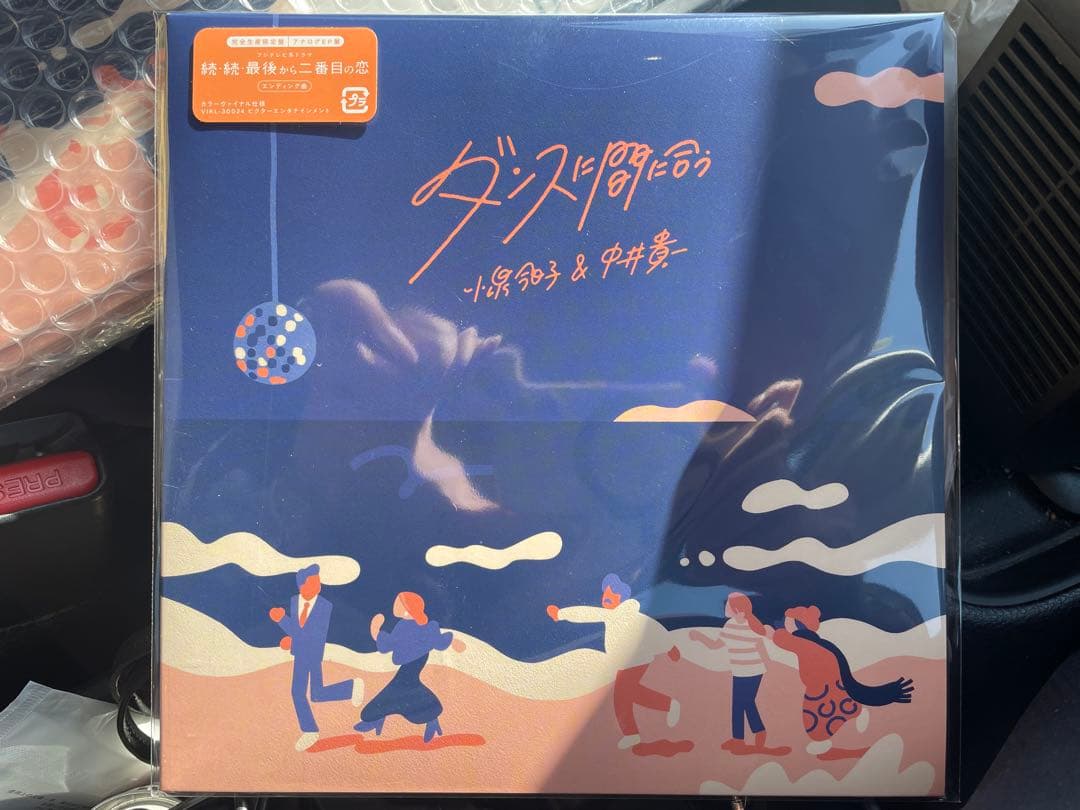 完全生産限定盤 アナログEP盤
フジテレビ系ドラマ
続・続・最後から二番目の恋
エンディング曲
カラーヴァイナル仕様
VIKL-30024 ビクターエンタテインメント
プラ
ダンスに間に合う
小泉今日子 & 中井貴一
PRESS